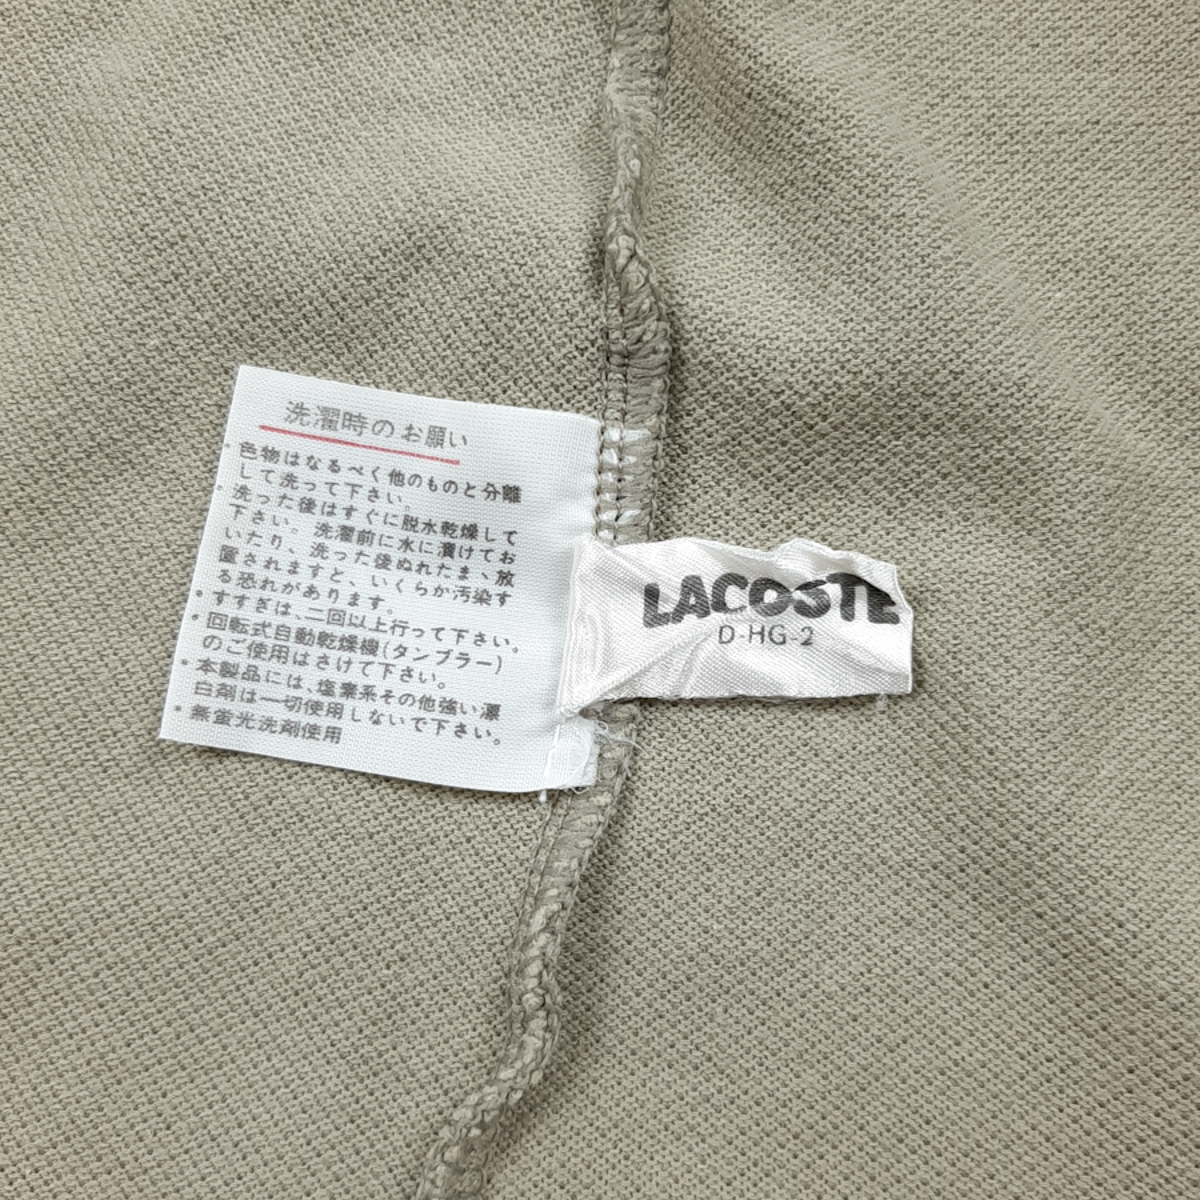 洗濯時のお願い
・色物はなるべく他のものと分離
して洗って下さい。
・洗った後はすぐに脱水乾燥して
下さい。洗濯前に水に漬けてお
いたり、洗った後ぬれたま、放
置されますと、いくらか汚染す
る恐れがあります。
・すすぎは、二回以上行って下さい。
・回転式自動乾燥機(タンブラー)
のご使用はさけて下さい。
・本製品には、塩素系その他強い漂
白剤は一切使用しないで下さい。
・無蛍光洗剤使用
LACOSTE
D-HG-2